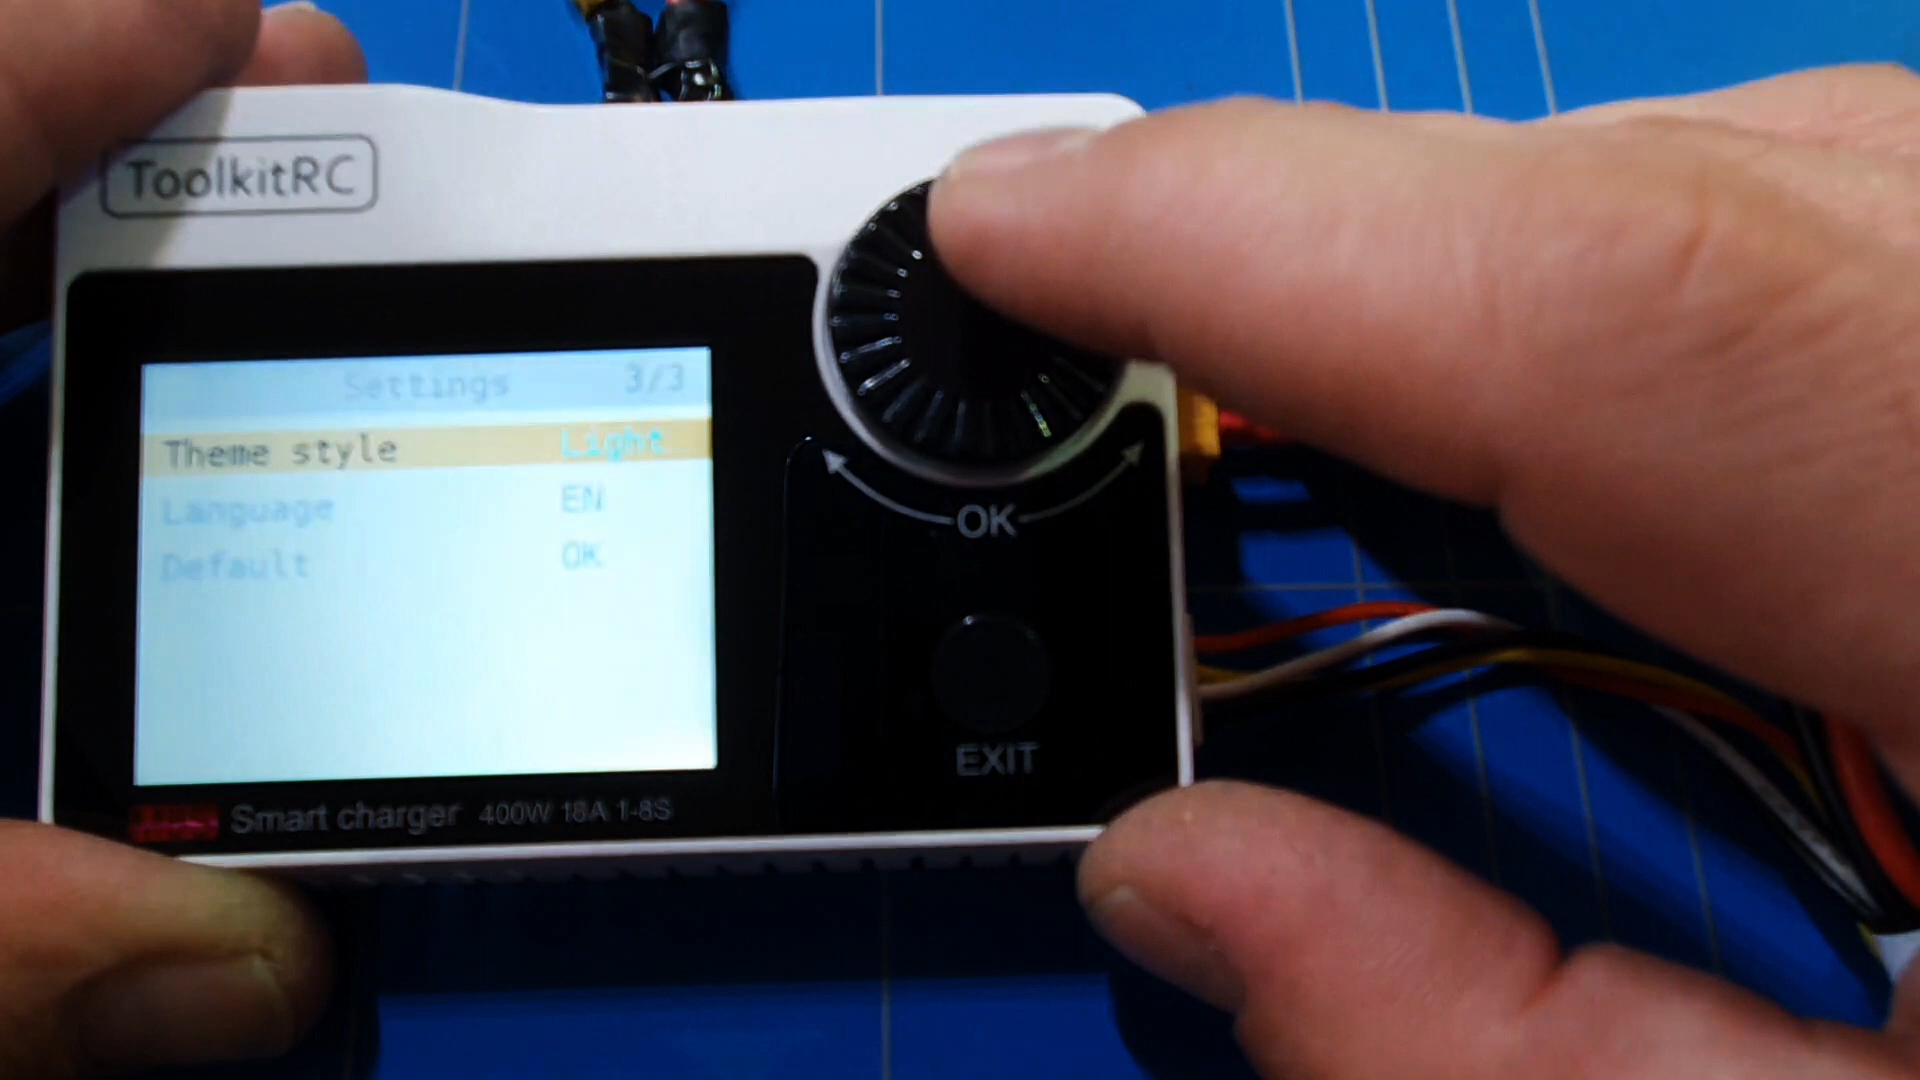 ToolkitRC
Settings 3/3
Theme style Light
Language EN
Default OK
OK
EXIT
Smart charger 400W 18A 1-8S